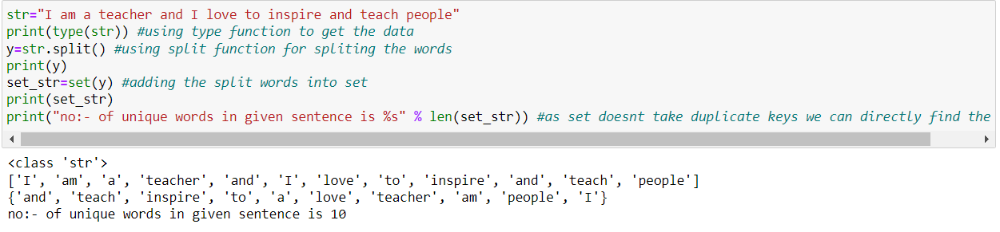 str="I am a teacher and I love to inspire and teach people"
print(type(str)) #using type function to get the data
y=str.split() #using split function for spliting the words
print(y)
set_str=set(y) #adding the split words into set
print(set_str)
print("no:- of unique words in given sentence is %s" % len(set_str)) #as set doesnt take duplicate keys we can directly find the
<class 'str'>
['I', 'am', 'a', 'teacher', 'and', 'I', 'love', 'to', 'inspire', 'and', 'teach', 'people']
{'and', 'teach', 'inspire', 'to', 'a', 'love', 'teacher', 'am', 'people', 'I'}
no:- of unique words in given sentence is 10